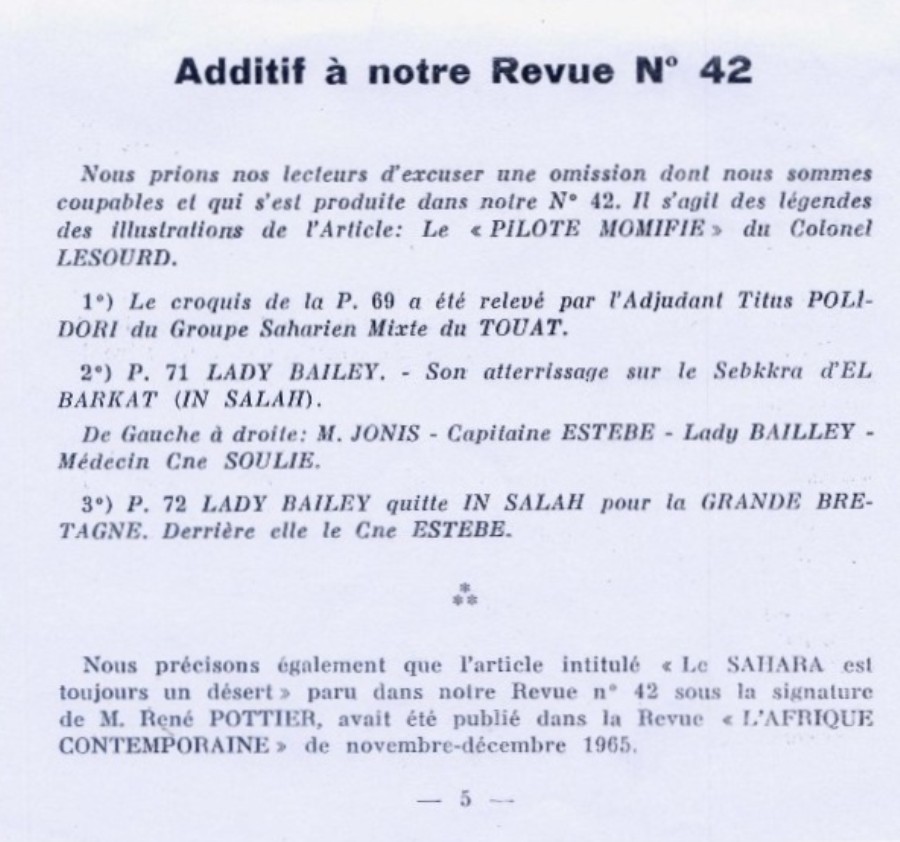 Additif à notre Revue N° 42
Nous prions nos lecteurs d'excuser une omission dont nous sommes
coupables et qui s'est produite dans notre N° 42. Il s'agit des légendes
des illustrations de l'Article: Le « PILOTE MOMIFIE » du Colonel
LESOURD.
1°) Le croquis de la P. 69 a été relevé par l'Adjudant Titus POLI-
DORI du Groupe Saharien Mixte du TOUAT.
2°) P. 71 LADY BAILEY. - Son atterrissage sur le Sebkkra d'EL
BARKAT (IN SALAH).
De Gauche à droite: M. JONIS - Capitaine ESTEBE - Lady BAILLEY -
Médecin Cne SOULIE.
3°) P. 72 LADY BAILEY quitte IN SALAH pour la GRANDE BRE-
TAGNE. Derrière elle le Cne ESTEBE.
*
**
Nous précisons également que l'article intitulé « Le SAHARA est
toujours un désert » paru dans notre Revue n° 42 sous la signature
de M. René POTTIER, avait été publié dans la Revue « L'AFRIQUE
CONTEMPORAINE » de novembre-décembre 1965.
— 5 —